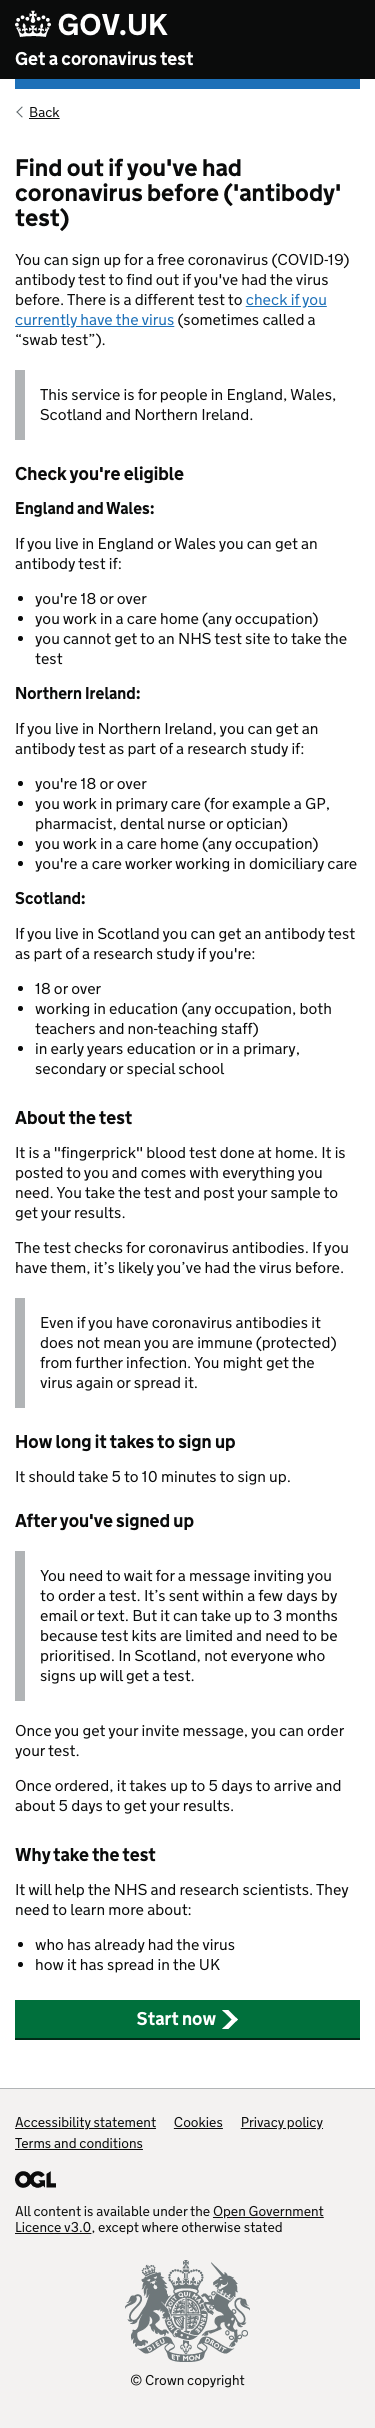 GOV.UK
Get a coronavirus test
Back
Find out if you've had
coronavirus before ('antibody'
test)
You can sign up for a free coronavirus (COVID-19)
antibody test to find out if you've had the virus
before. There is a different test to check if you
currently have the virus (sometimes called a
“swab test”).
This service is for people in England, Wales,
Scotland and Northern Ireland.
Check you're eligible
England and Wales:
If you live in England or Wales you can get an
antibody test if:
• you're 18 or over
• you work in a care home (any occupation)
• you cannot get to an NHS test site to take the
test
Northern Ireland:
If you live in Northern Ireland, you can get an
antibody test as part of a research study if:
• you're 18 or over
• you work in primary care (for example a GP,
pharmacist, dental nurse or optician)
• you work in a care home (any occupation)
• you're a care worker working in domiciliary care
Scotland:
If you live in Scotland you can get an antibody test
as part of a research study if you're:
• 18 or over
• working in education (any occupation, both
teachers and non-teaching staff)
• in early years education or in a primary,
secondary or special school
About the test
It is a "fingerprick" blood test done at home. It is
posted to you and comes with everything you
need. You take the test and post your sample to
get your results.
The test checks for coronavirus antibodies. If you
have them, it’s likely you’ve had the virus before.
Even if you have coronavirus antibodies it
does not mean you are immune (protected)
from further infection. You might get the
virus again or spread it.
How long it takes to sign up
It should take 5 to 10 minutes to sign up.
After you've signed up
You need to wait for a message inviting you
to order a test. It’s sent within a few days by
email or text. But it can take up to 3 months
because test kits are limited and need to be
prioritised. In Scotland, not everyone who
signs up will get a test.
Once you get your invite message, you can order
your test.
Once ordered, it takes up to 5 days to arrive and
about 5 days to get your results.
Why take the test
It will help the NHS and research scientists. They
need to learn more about:
• who has already had the virus
• how it has spread in the UK
Start now
Accessibility statement Cookies Privacy policy
Terms and conditions
OGL
All content is available under the Open Government
Licence v3.0, except where otherwise stated
DIEU ET MON DROIT
© Crown copyright